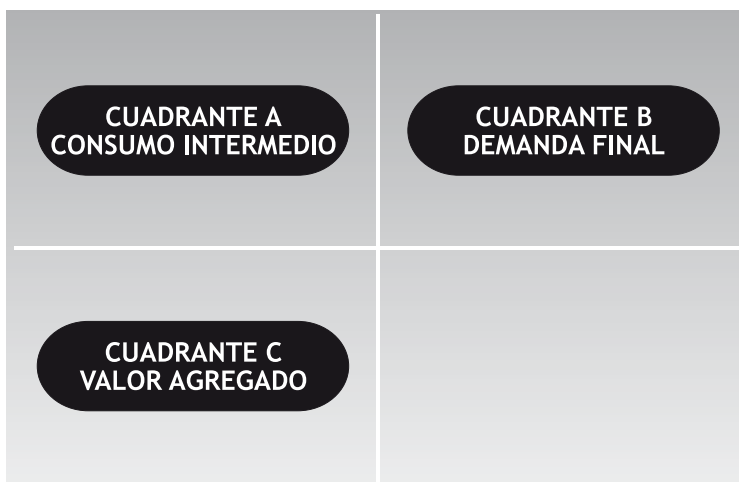 CUADRANTE A
CONSUMO INTERMEDIO
CUADRANTE B
DEMANDA FINAL
CUADRANTE C
VALOR AGREGADO